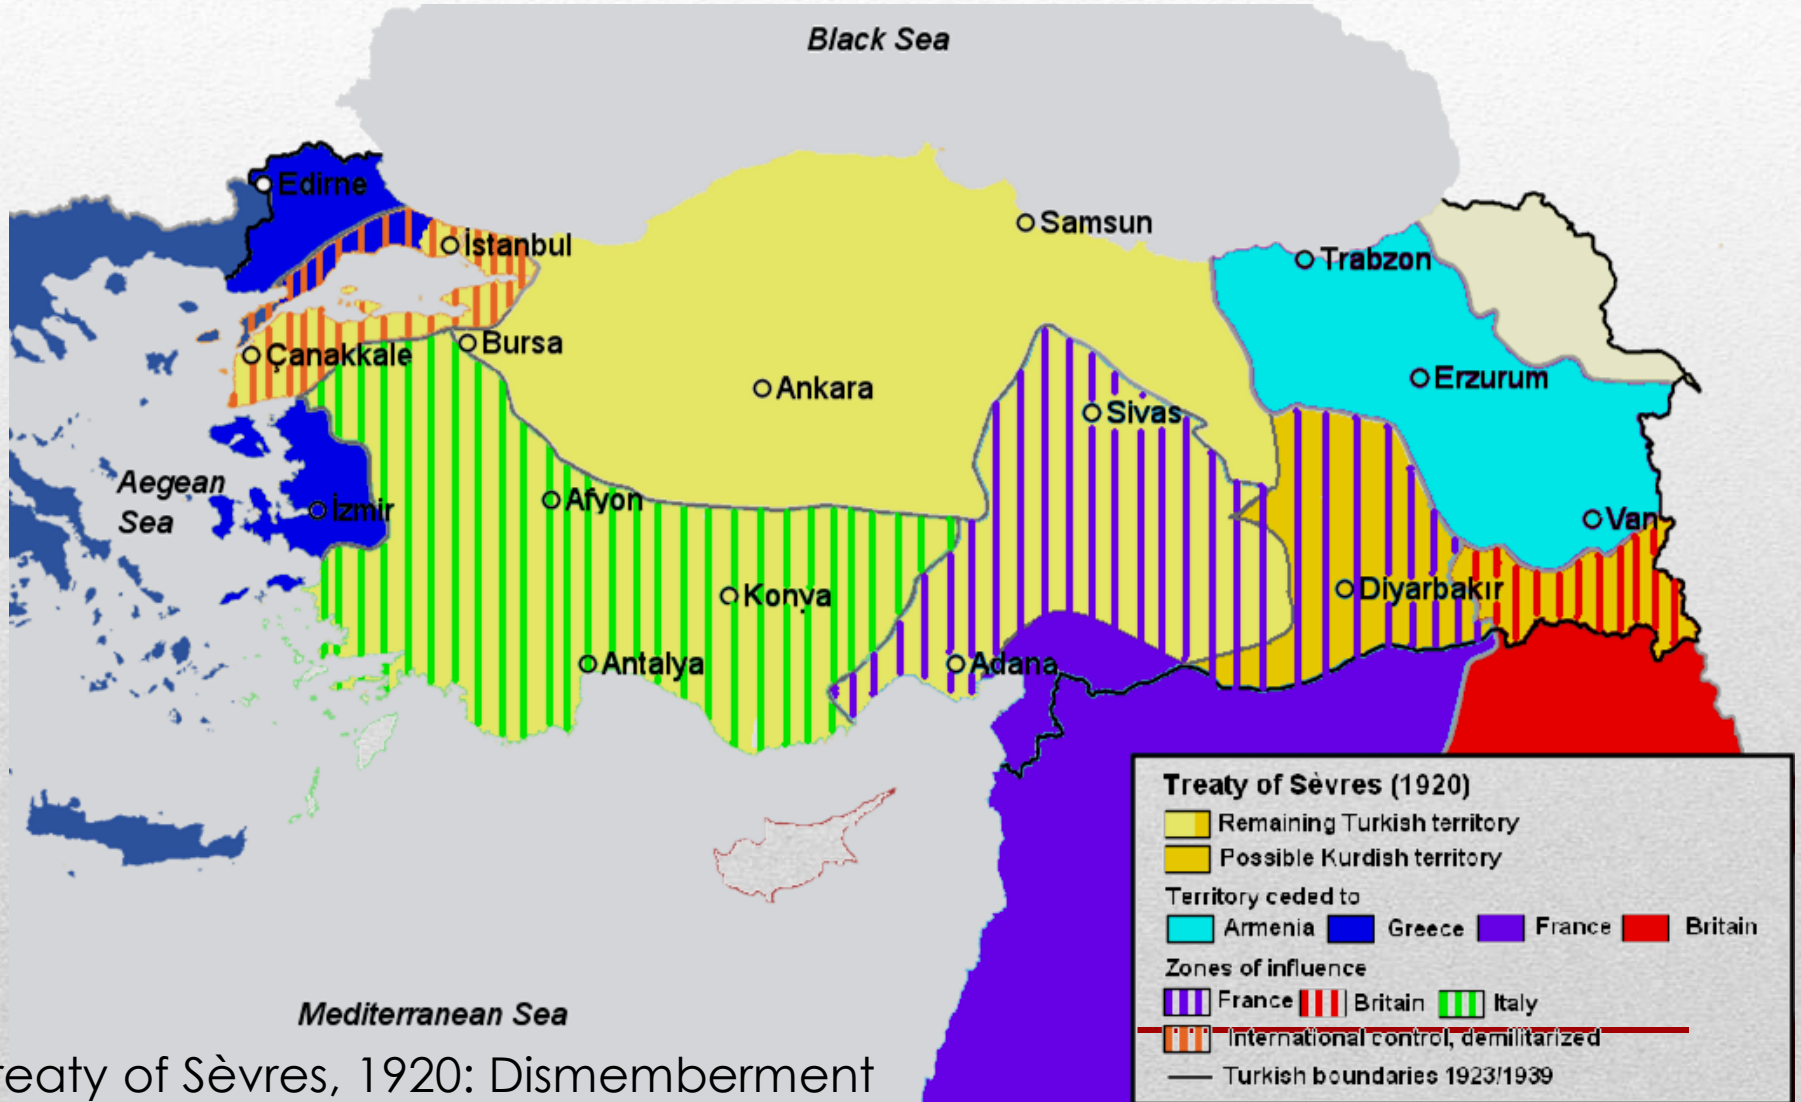 Black Sea
Edirne
İstanbul
Samsun
Trabzon
Çanakkale
Bursa
Ankara
Erzurum
Sivas
Aegean
Sea
İzmir
Afyon
Van
Konya
Diyarbakır
Antalya
Adana
Mediterranean Sea
Treaty of Sèvres (1920)
Remaining Turkish territory
Possible Kurdish territory
Territory ceded to
Armenia Greece France Britain
Zones of influence
France Britain Italy
International control, demilitarized
Turkish boundaries 1923/1939
reaty of Sèvres, 1920: Dismemberment